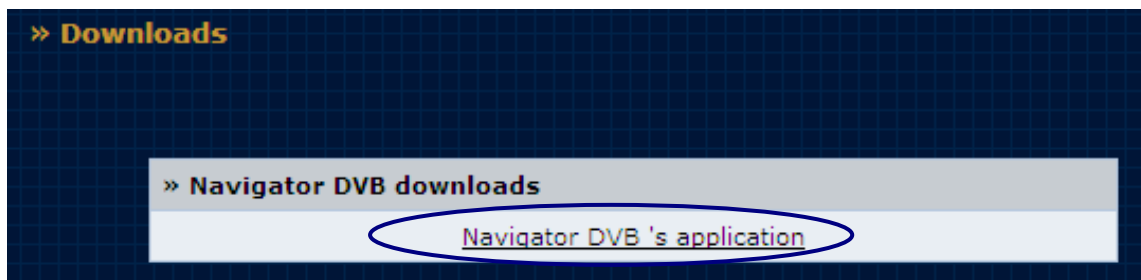 » Downloads
» Navigator DVB downloads
Navigator DVB 's application